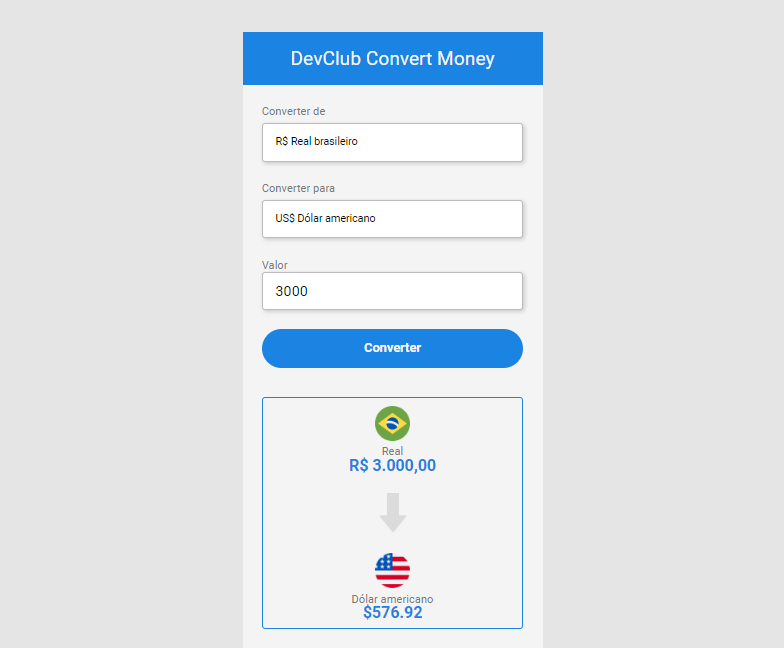 DevClub Convert Money
Converter de
R$ Real brasileiro
Converter para
US$ Dólar americano
Valor
3000
Converter
Real
R$ 3.000,00
Dólar americano
$576.92